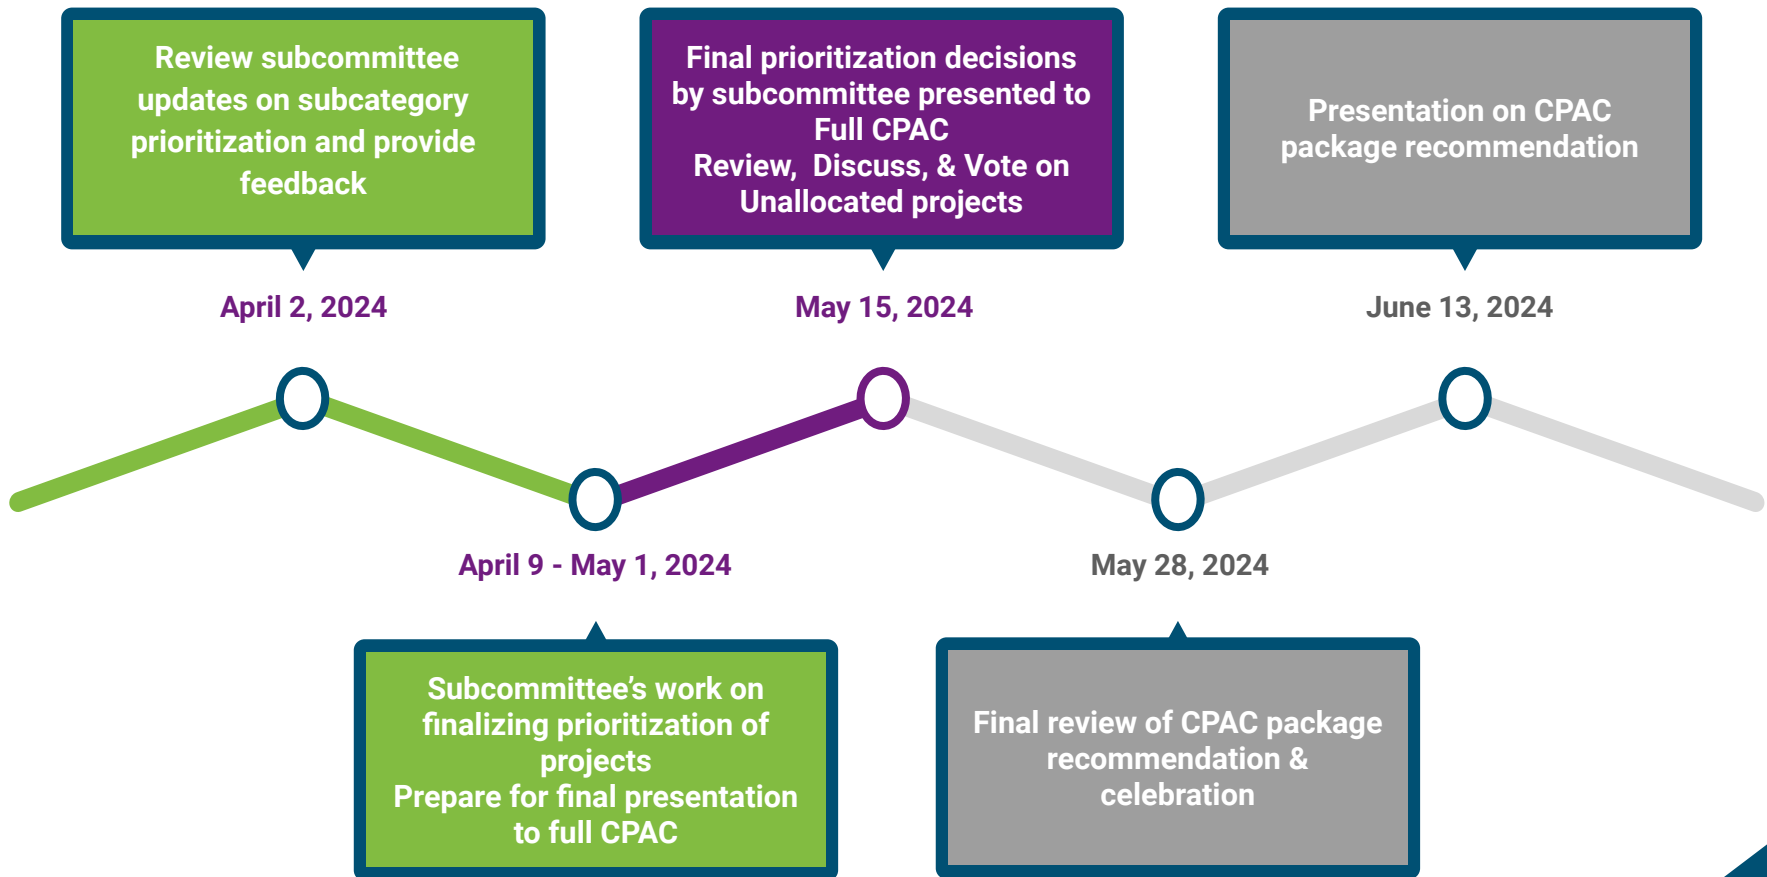 Review subcommittee
updates on subcategory
prioritization and provide
feedback
April 2, 2024
Subcommittee’s work on
finalizing prioritization of
projects
Prepare for final presentation
to full CPAC
April 9 - May 1, 2024
Final prioritization decisions
by subcommittee presented to
Full CPAC
Review, Discuss, & Vote on
Unallocated projects
May 15, 2024
Final review of CPAC package
recommendation &
celebration
May 28, 2024
Presentation on CPAC
package recommendation
June 13, 2024